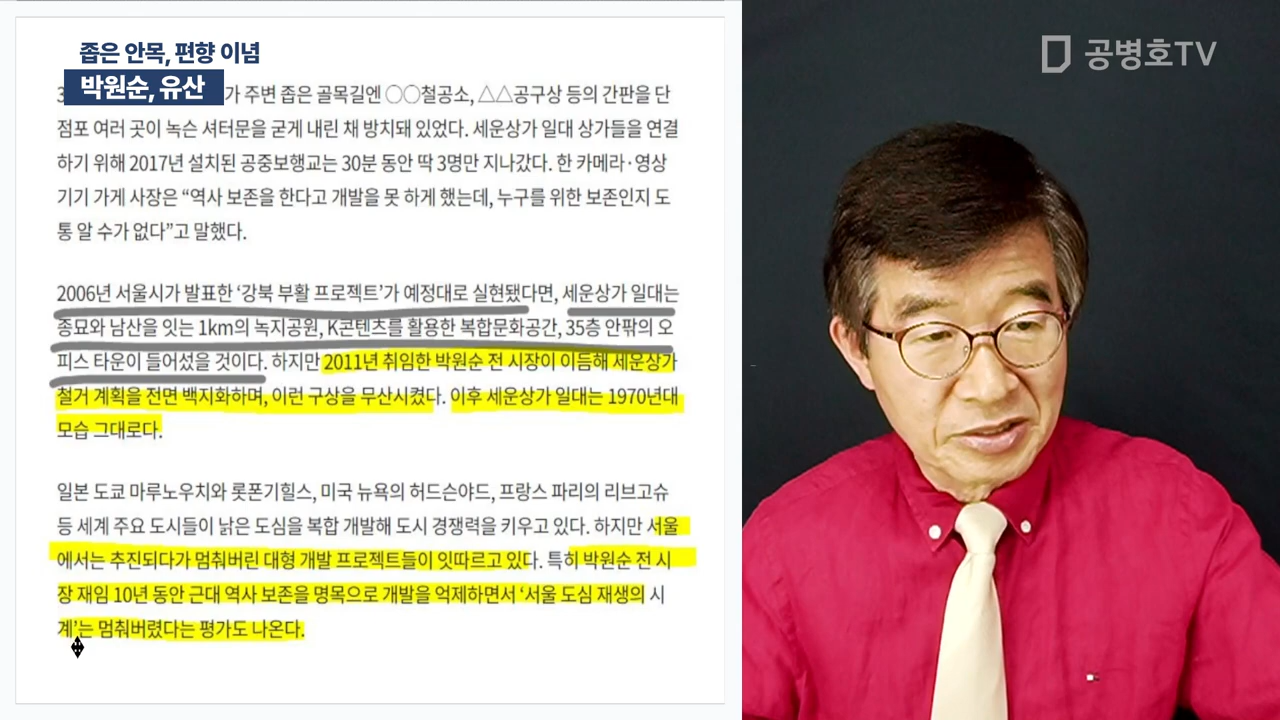 좁은 안목, 편향 이념
박원순, 유산
공병호TV
가 주변 좁은 골목길엔 ○○철공소, △△공구상 등의 간판을 단
점포 여러 곳이 녹슨 셔터문을 굳게 내린 채 방치돼 있었다. 세운상가 일대 상가들을 연결
하기 위해 2017년 설치된 공중보행교는 30분 동안 딱 3명만 지나갔다. 한 카메라·영상
기기 가게 사장은 “역사 보존을 한다고 개발을 못 하게 했는데, 누구를 위한 보존인지 도
통 알 수가 없다”고 말했다.
2006년 서울시가 발표한 ‘강북 부활 프로젝트’가 예정대로 실현됐다면, 세운상가 일대는
종묘와 남산을 잇는 1km의 녹지공원, K콘텐츠를 활용한 복합문화공간, 35층 안팎의 오
피스 타운이 들어섰을 것이다. 하지만 2011년 취임한 박원순 전 시장이 이듬해 세운상가
철거 계획을 전면 백지화하며, 이런 구상을 무산시켰다. 이후 세운상가 일대는 1970년대
모습 그대로다.
일본 도쿄 마루노우치와 롯폰기힐스, 미국 뉴욕의 허드슨야드, 프랑스 파리의 리브고슈
등 세계 주요 도시들이 낡은 도심을 복합 개발해 도시 경쟁력을 키우고 있다. 하지만 서울
에서는 추진되다가 멈춰버린 대형 개발 프로젝트들이 잇따르고 있다. 특히 박원순 전 시
장 재임 10년 동안 근대 역사 보존을 명목으로 개발을 억제하면서 ‘서울 도심 재생의 시
계’는 멈춰버렸다는 평가도 나온다.